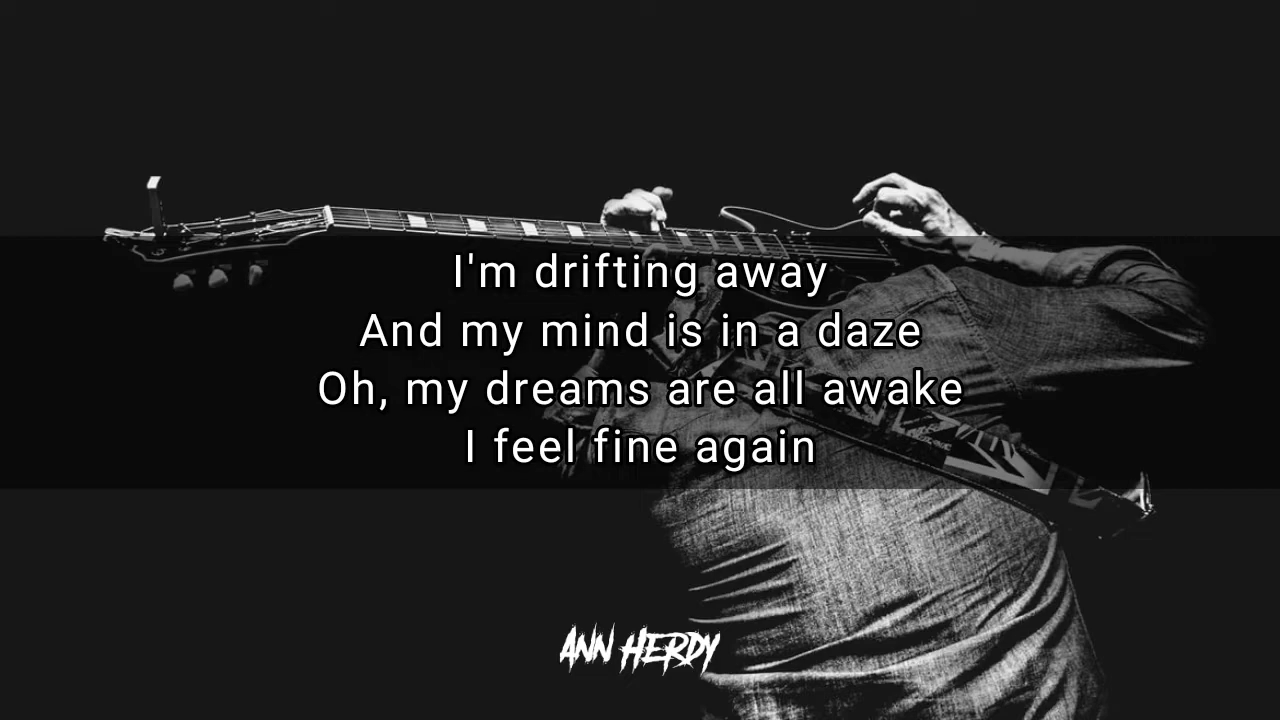 I'm drifting away
And my mind is in a daze
Oh, my dreams are all awake
I feel fine again
ANN HERDY